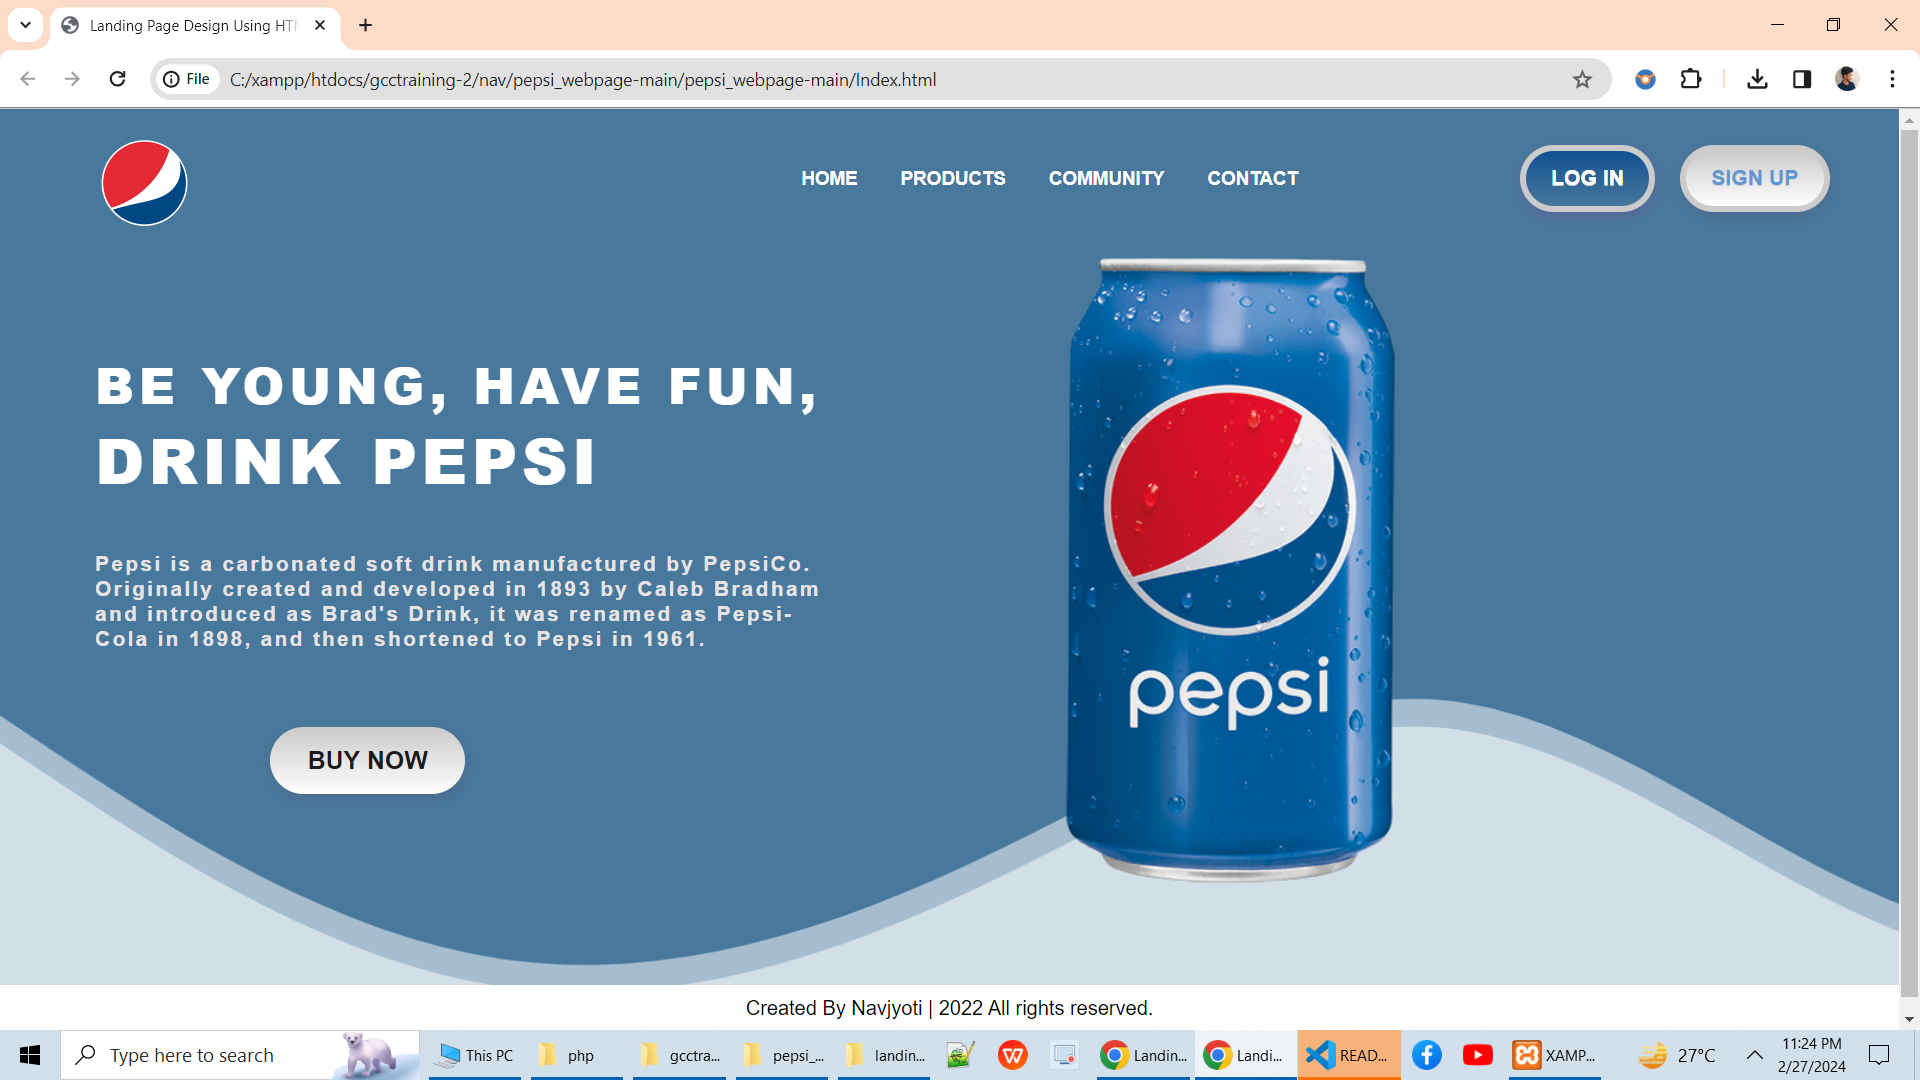 Landing Page Design Using HTM
File
C:/xampp/htdocs/gcctraining-2/nav/pepsi_webpage-main/pepsi_webpage-main/Index.html
HOME PRODUCTS COMMUNITY CONTACT
LOG IN
SIGN UP
BE YOUNG, HAVE FUN,
DRINK PEPSI
Pepsi is a carbonated soft drink manufactured by PepsiCo.
Originally created and developed in 1893 by Caleb Bradham
and introduced as Brad's Drink, it was renamed as Pepsi-
Cola in 1898, and then shortened to Pepsi in 1961.
BUY NOW
pepsi
Created By Navjyoti | 2022 All rights reserved.
Type here to search
This PC
php
gcctra...
pepsi_...
landin...
Landin...
Landi...
READ...
XAMP...
27°C
11:24 PM
2/27/2024